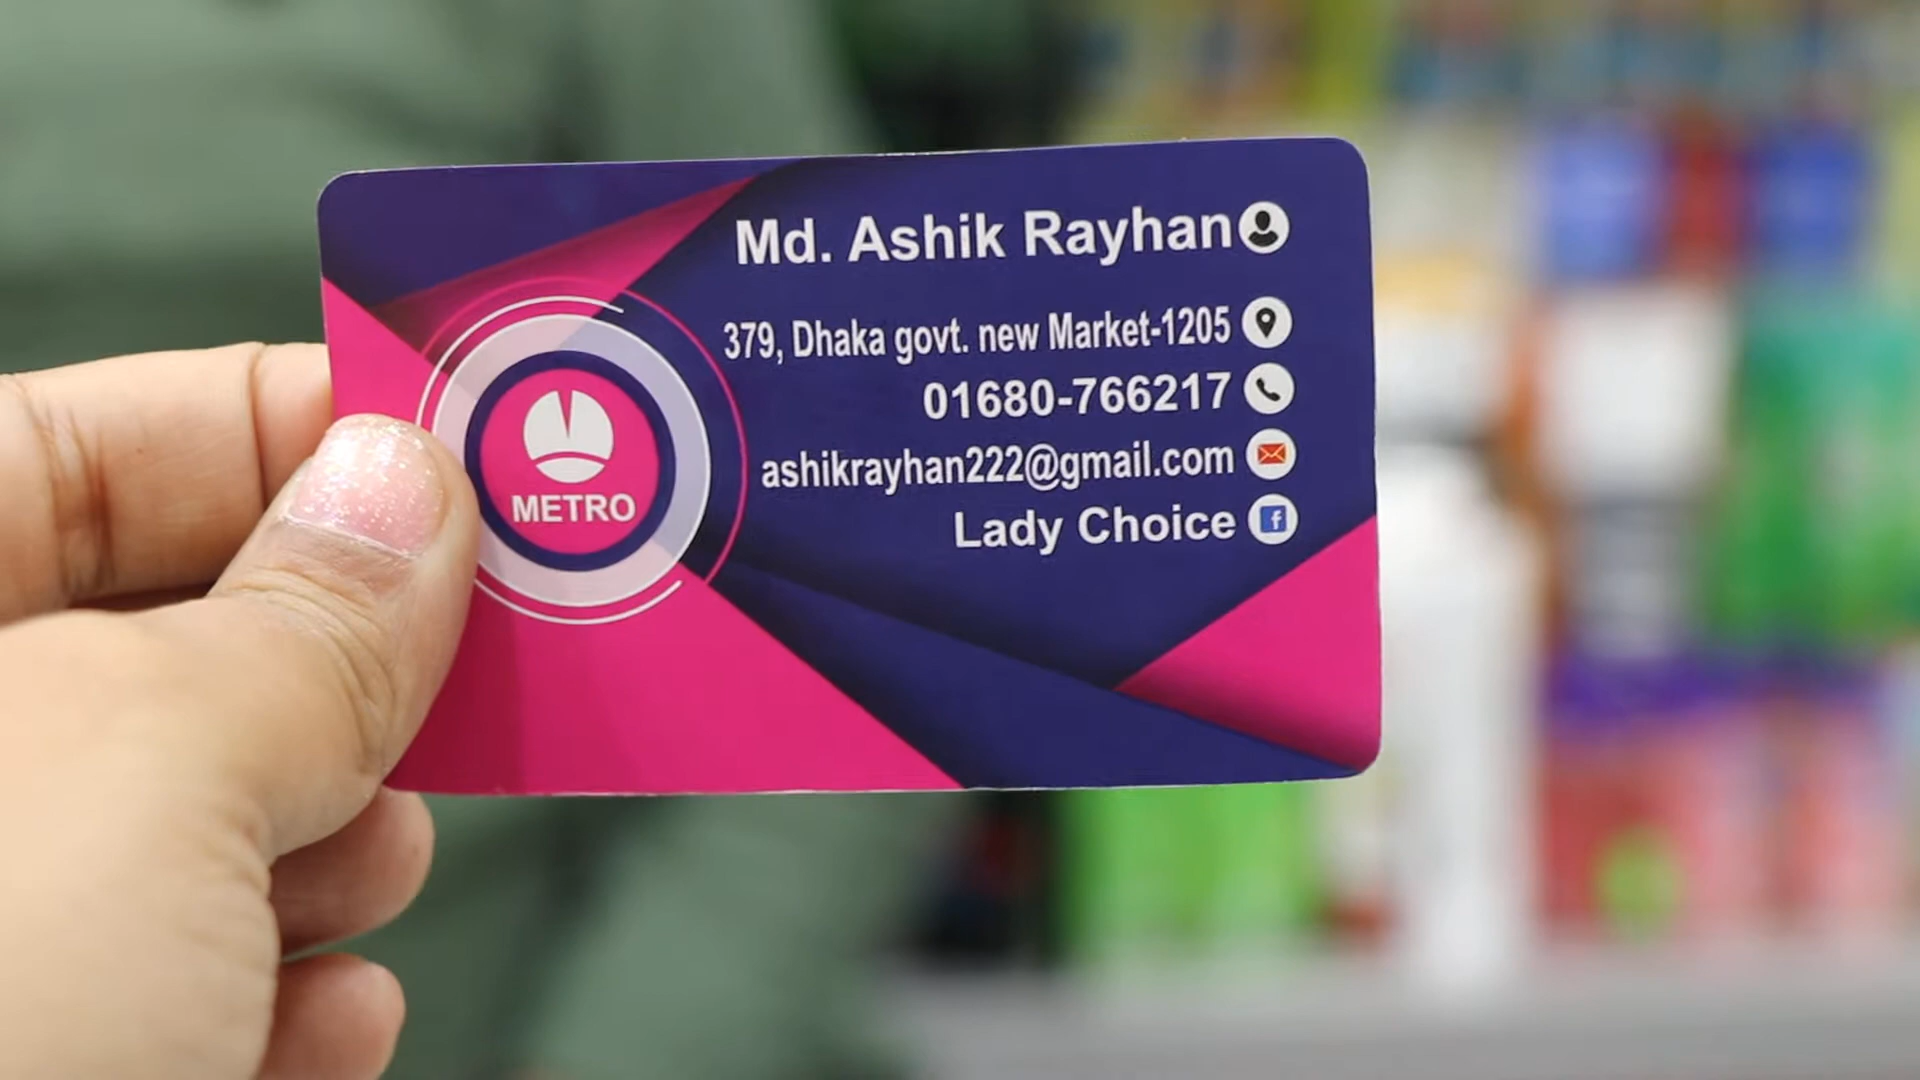 Md. Ashik Rayhan
379, Dhaka govt. new Market-1205
01680-766217
ashikrayhan222@gmail.com
Lady Choice
METRO